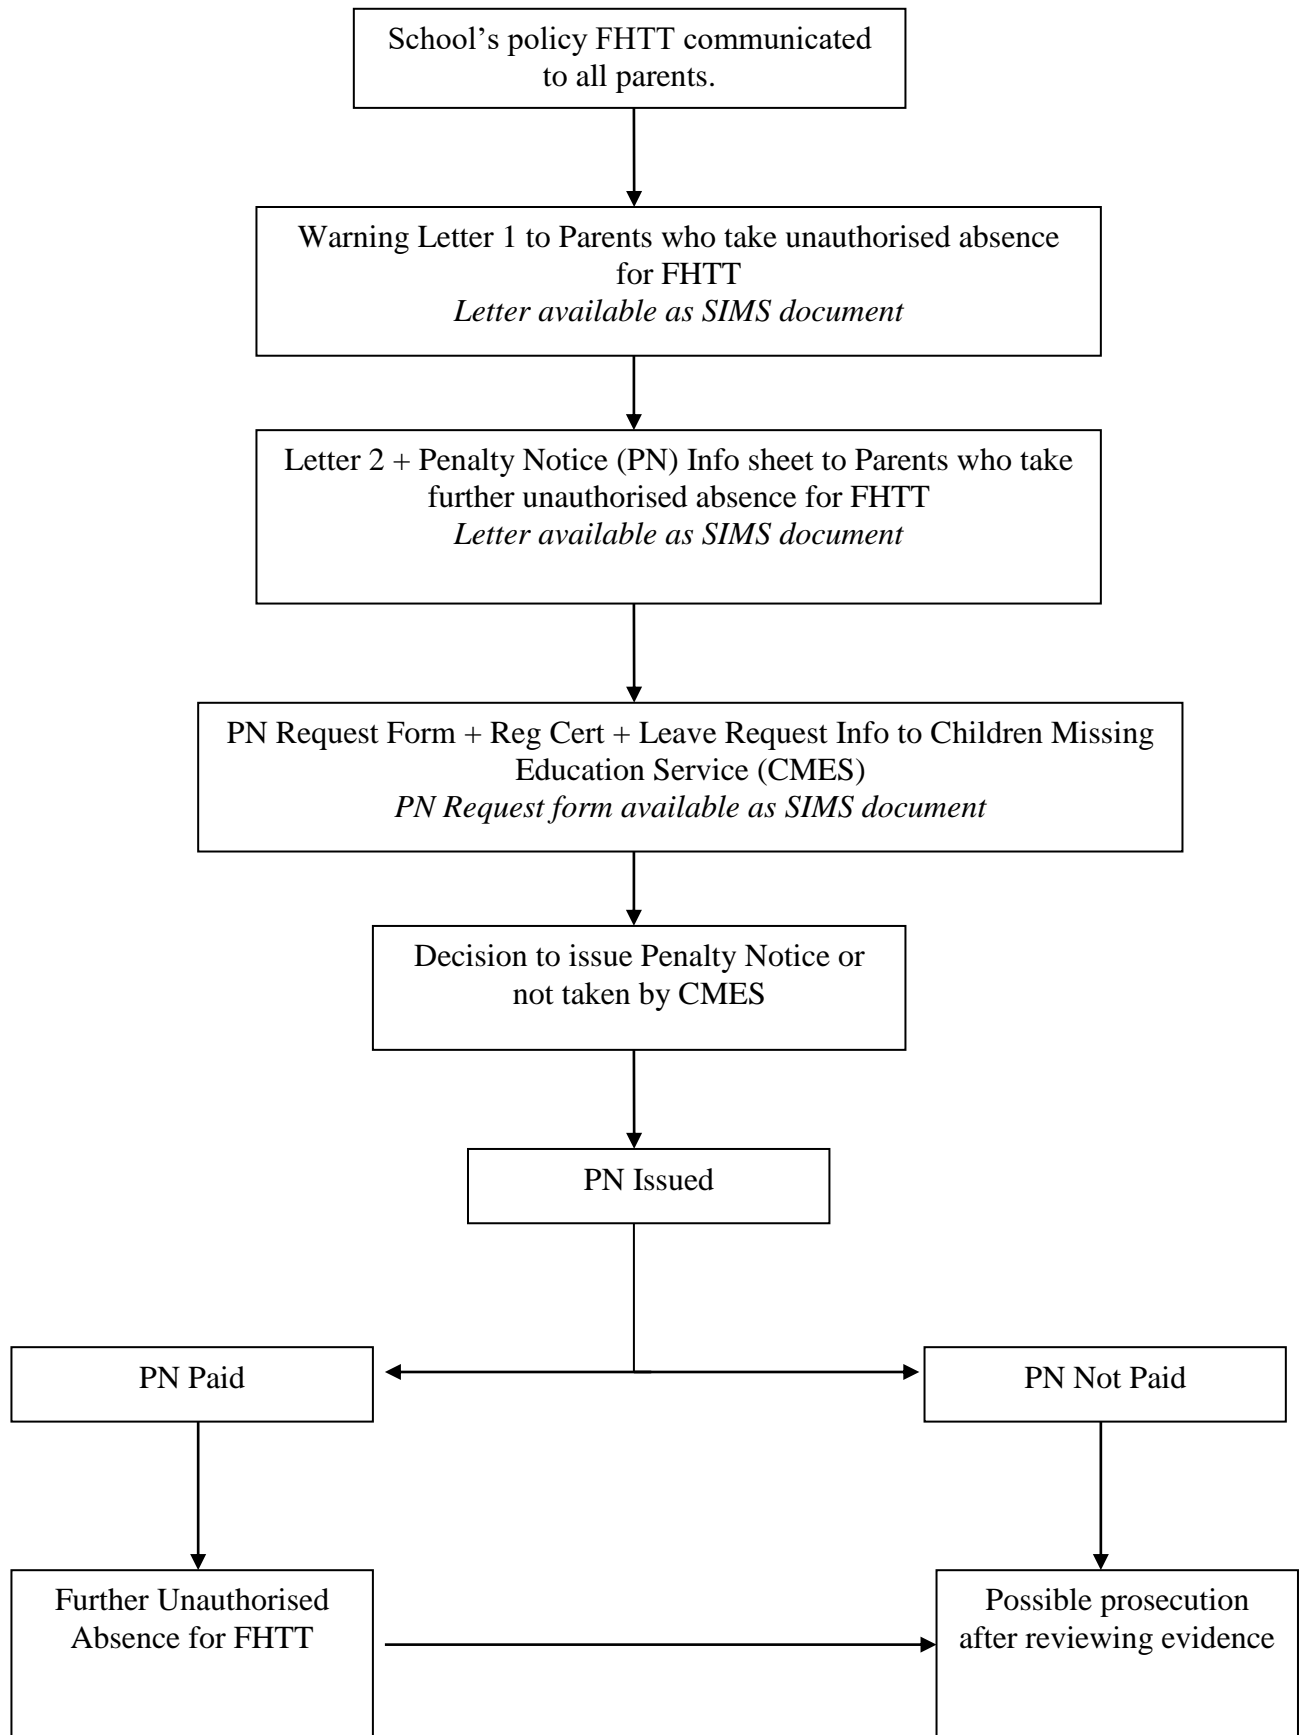 School’s policy FHTT communicated
to all parents.
Warning Letter 1 to Parents who take unauthorised absence
for FHTT
Letter available as SIMS document
Letter 2 + Penalty Notice (PN) Info sheet to Parents who take
further unauthorised absence for FHTT
Letter available as SIMS document
PN Request Form + Reg Cert + Leave Request Info to Children Missing
Education Service (CMES)
PN Request form available as SIMS document
Decision to issue Penalty Notice or
not taken by CMES
PN Issued
PN Paid
PN Not Paid
Further Unauthorised
Absence for FHTT
Possible prosecution
after reviewing evidence